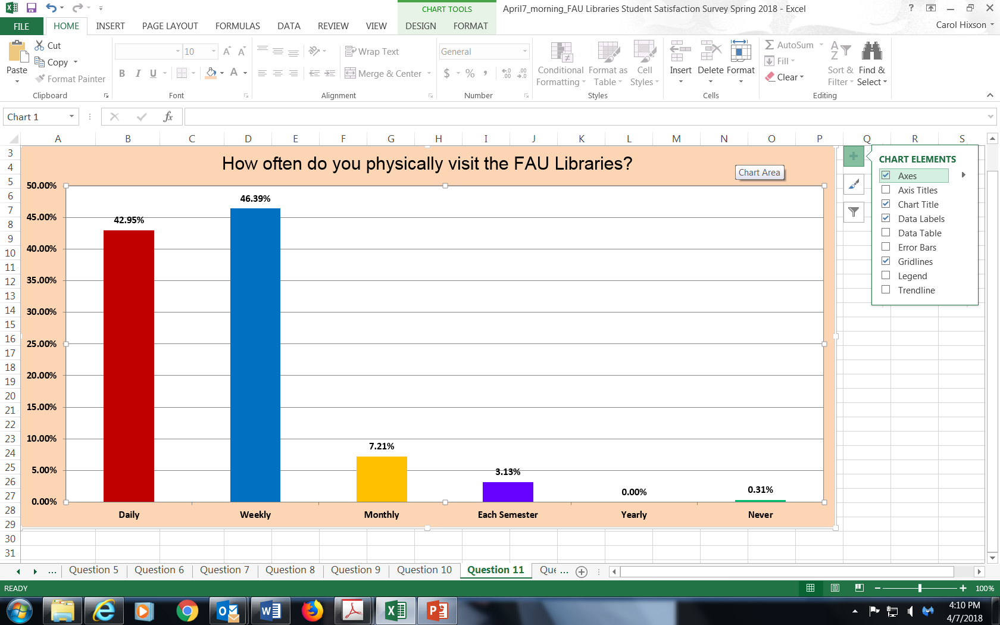 CHART TOOLS
April7_morning_FAU Libraries Student Satisfaction Survey Spring 2018 - Excel
?
FILE HOME INSERT PAGE LAYOUT FORMULAS DATA REVIEW VIEW DESIGN FORMAT Carol Hixson
Paste Cut
Copy
Format Painter
Clipboard
10 A A
B I U A
Font
Wrap Text
Merge & Center
Alignment
General
$ % , .0 .00
Number
Conditional Formatting
Format as Table
Cell Styles
Styles
Insert Delete Format
Cells
AutoSum
Fill
Clear
Sort & Filter
Find & Select
Editing
Chart 1 fx
A B C D E F G H I J K L M N O P Q R S
3
4
5
6
7
8
9
10
11
12
13
14
15
16
17
18
19
20
21
22
23
24
25
26
27
28
29
30
31
How often do you physically visit the FAU Libraries?
Chart Area
50.00%
45.00%
40.00%
35.00%
30.00%
25.00%
20.00%
15.00%
10.00%
5.00%
0.00%
42.95% 46.39% 7.21% 3.13% 0.00% 0.31%
Daily Weekly Monthly Each Semester Yearly Never
CHART ELEMENTS
Axes
Axis Titles
Chart Title
Data Labels
Data Table
Error Bars
Gridlines
Legend
Trendline
... Question 5 Question 6 Question 7 Question 8 Question 9 Question 10 Question 11 Que ...
READY 100%
4:10 PM
4/7/2018